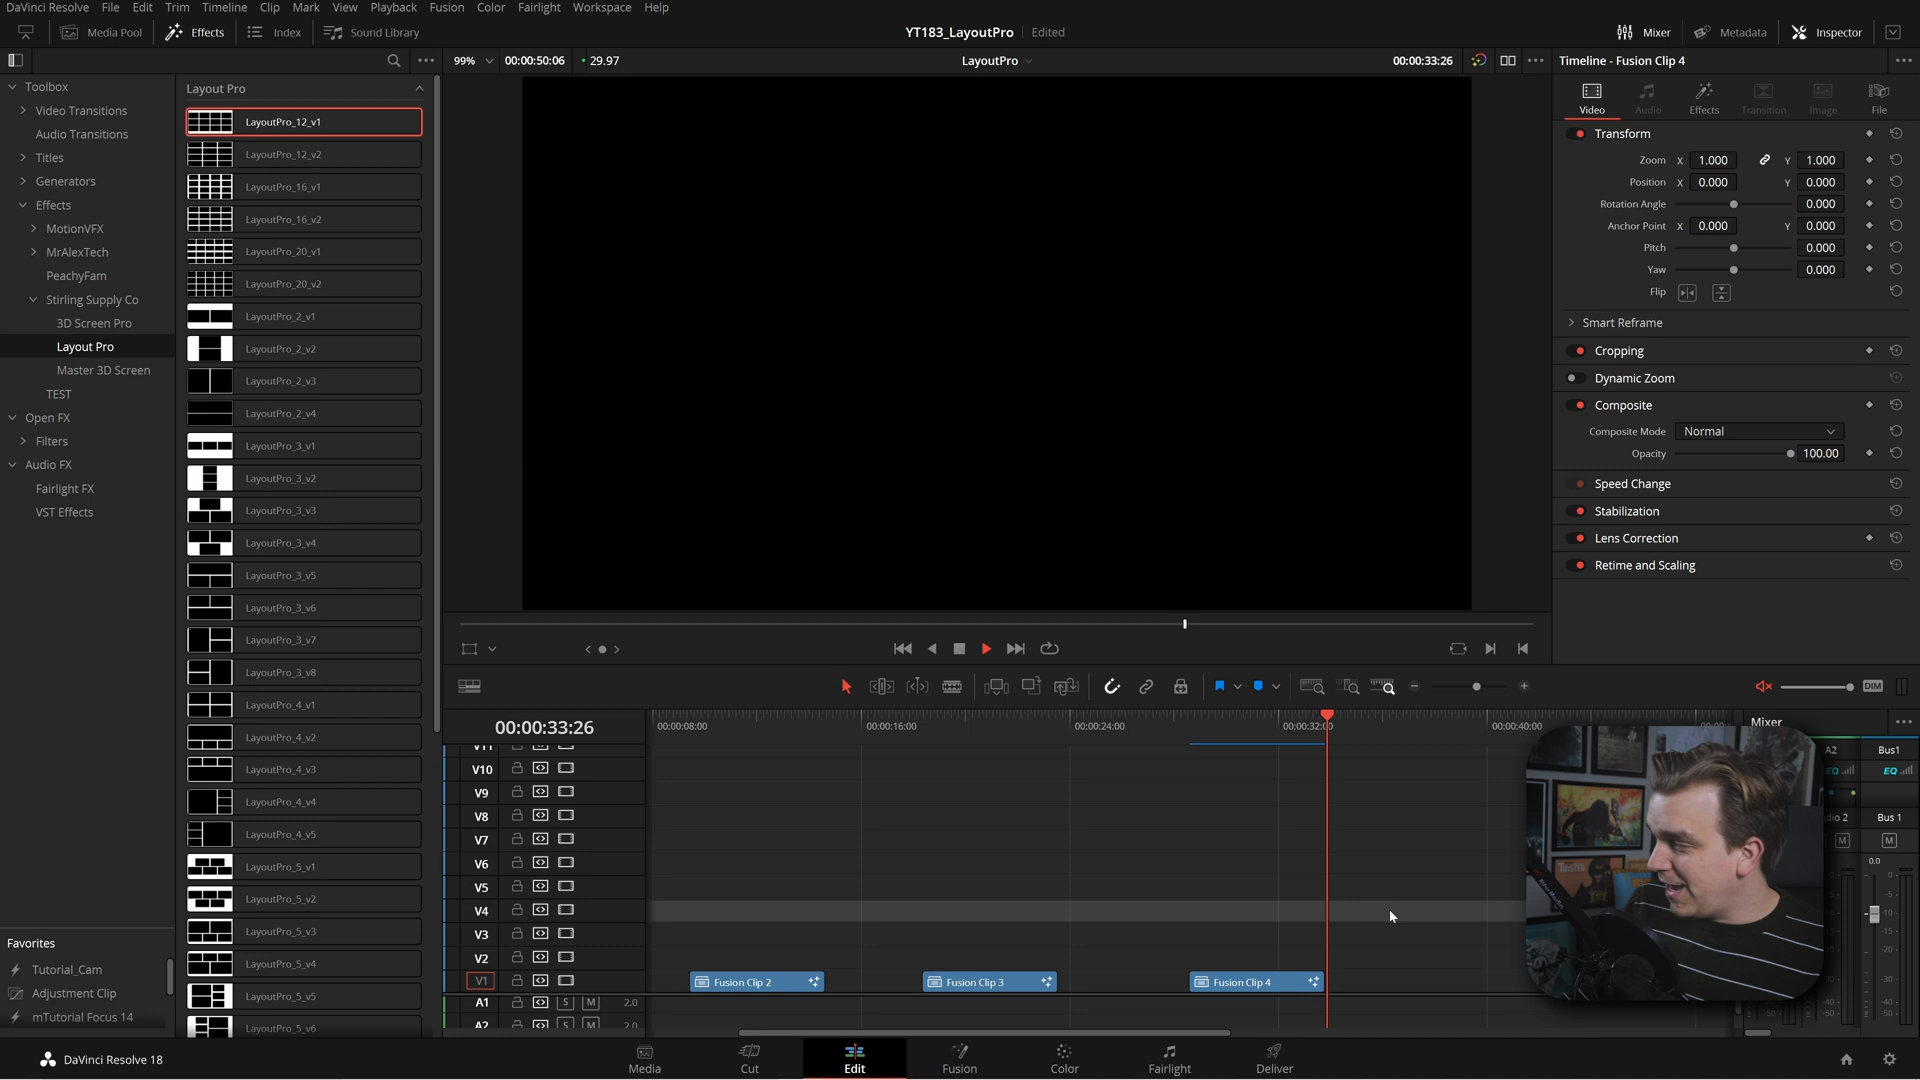 DaVinci Resolve File Edit Trim Timeline Clip Mark View Playback Fusion Color Fairlight Workspace Help
Media Pool Effects Index Sound Library YT183_LayoutPro Edited Mixer Metadata Inspector
99% 00:00:50:06 29.97 LayoutPro 00:00:33:26 Timeline - Fusion Clip 4
Toolbox
Video Transitions
Audio Transitions
Titles
Generators
Effects
MotionVFX
MrAlexTech
PeachyFam
Stirling Supply Co
3D Screen Pro
Layout Pro
Master 3D Screen
TEST
Open FX
Filters
Audio FX
Fairlight FX
VST Effects
Favorites
Tutorial_Cam
Adjustment Clip
mTutorial Focus 14
Layout Pro
LayoutPro_12_v1
LayoutPro_12_v2
LayoutPro_16_v1
LayoutPro_16_v2
LayoutPro_20_v1
LayoutPro_20_v2
LayoutPro_2_v1
LayoutPro_2_v2
LayoutPro_2_v3
LayoutPro_2_v4
LayoutPro_3_v1
LayoutPro_3_v2
LayoutPro_3_v3
LayoutPro_3_v4
LayoutPro_3_v5
LayoutPro_3_v6
LayoutPro_3_v7
LayoutPro_3_v8
LayoutPro_4_v1
LayoutPro_4_v2
LayoutPro_4_v3
LayoutPro_4_v4
LayoutPro_4_v5
LayoutPro_5_v1
LayoutPro_5_v2
LayoutPro_5_v3
LayoutPro_5_v4
LayoutPro_5_v5
LayoutPro_5_v6
Video Audio Effects Transition Image File
Transform
Zoom X 1.000 Y 1.000
Position X 0.000 Y 0.000
Rotation Angle 0.000
Anchor Point X 0.000 Y 0.000
Pitch 0.000
Yaw 0.000
Flip
Smart Reframe
Cropping
Dynamic Zoom
Composite
Composite Mode Normal
Opacity 100.00
Speed Change
Stabilization
Lens Correction
Retime and Scaling
DIM
00:00:33:26 00:00:08:00 00:00:16:00 00:00:24:00 00:00:32:00 00:00:40:00
V11
V10
V9
V8
V7
V6
V5
V4
V3
V2
V1 Fusion Clip 2 Fusion Clip 3 Fusion Clip 4
A1 S M 2.0
A2 S M 2.0
Mixer
A2 Bus1
EQ EQ
Bus 1
M M
0.0
DaVinci Resolve 18 Media Cut Edit Fusion Color Fairlight Deliver